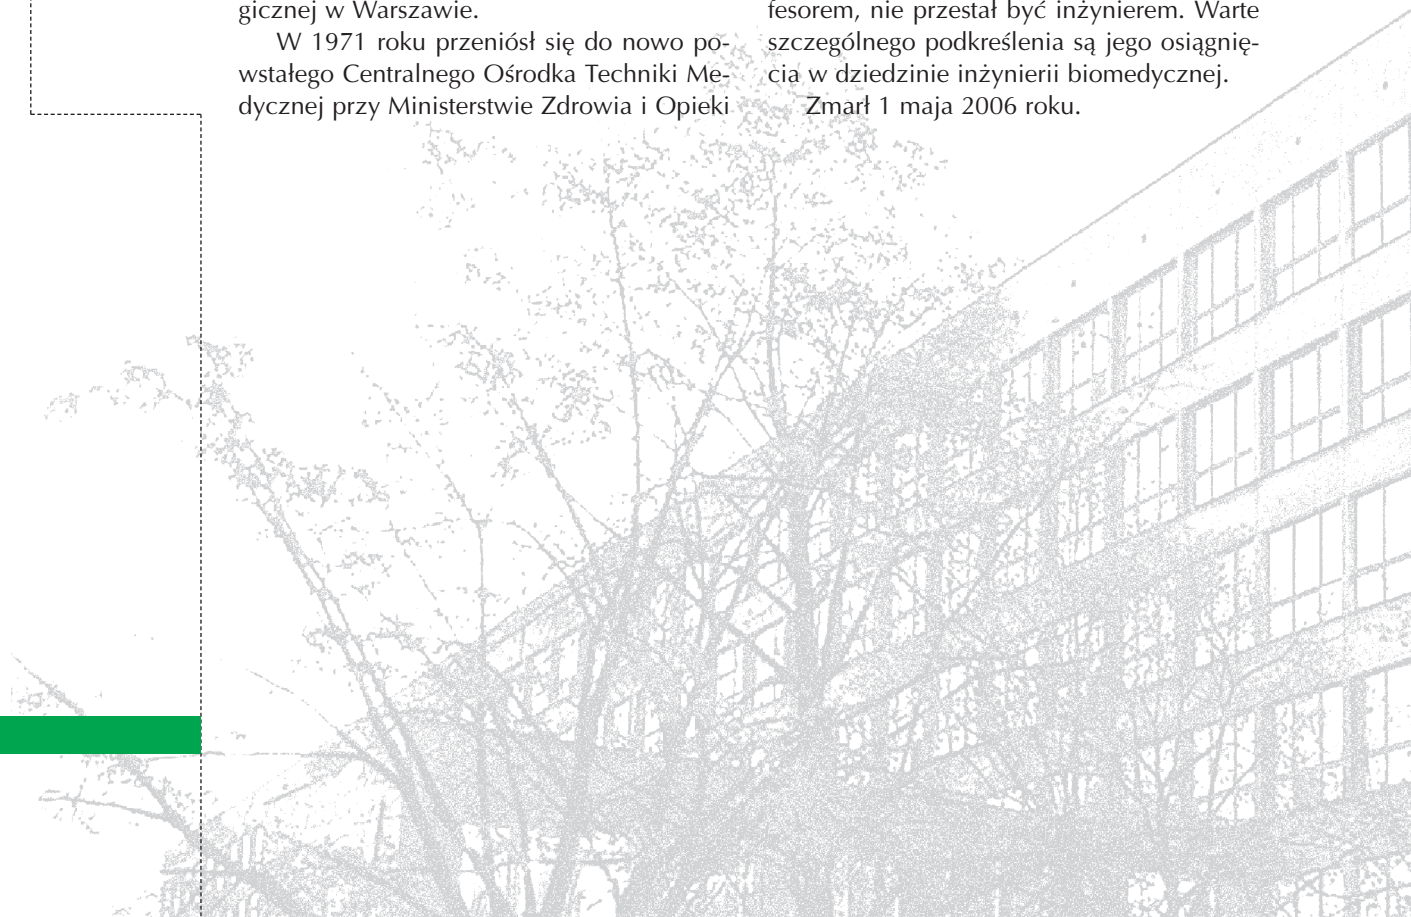 gicznej w Warszawie.
W 1971 roku przeniósł się do nowo po-
wstałego Centralnego Ośrodka Techniki Me-
dycznej przy Ministerstwie Zdrowia i Opieki
fesorem, nie przestał być inżynierem. Warte
szczególnego podkreślenia są jego osiągnię-
cia w dziedzinie inżynierii biomedycznej.
Zmarł 1 maja 2006 roku.